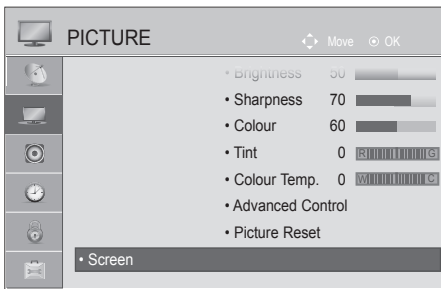 PICTURE Move OK
• Brightness 50
• Sharpness 70
• Colour 60
• Tint 0 R G
• Colour Temp. 0 W C
• Advanced Control
• Picture Reset
• Screen